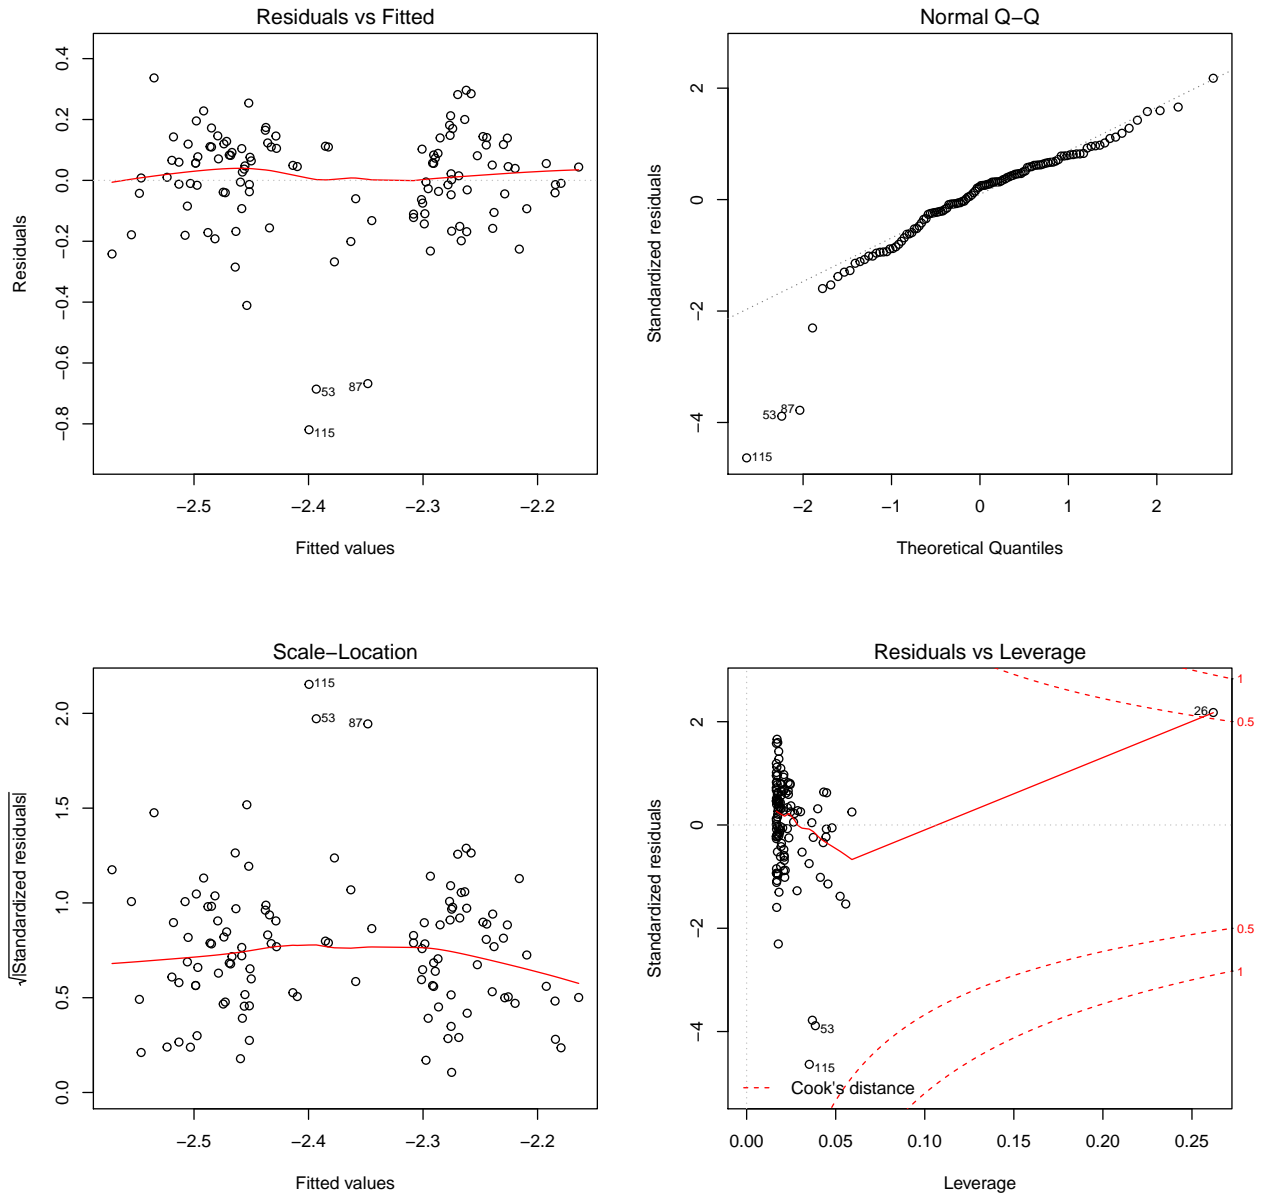 Residuals vs Fitted
Residuals
0.4
0.2
0.0
−0.2
−0.4
−0.6
−0.8
53
87
115
−2.5 −2.4 −2.3 −2.2
Fitted values
Normal Q−Q
Standardized residuals
2
0
−2
−4
53
87
115
−2 −1 0 1 2
Theoretical Quantiles
Scale−Location
√|Standardized residuals|
2.0
1.5
1.0
0.5
0.0
115
53
87
−2.5 −2.4 −2.3 −2.2
Fitted values
Residuals vs Leverage
Standardized residuals
2
0
−2
−4
1
0.5
0.5
1
26
53
115
Cook's distance
0.00 0.05 0.10 0.15 0.20 0.25
Leverage